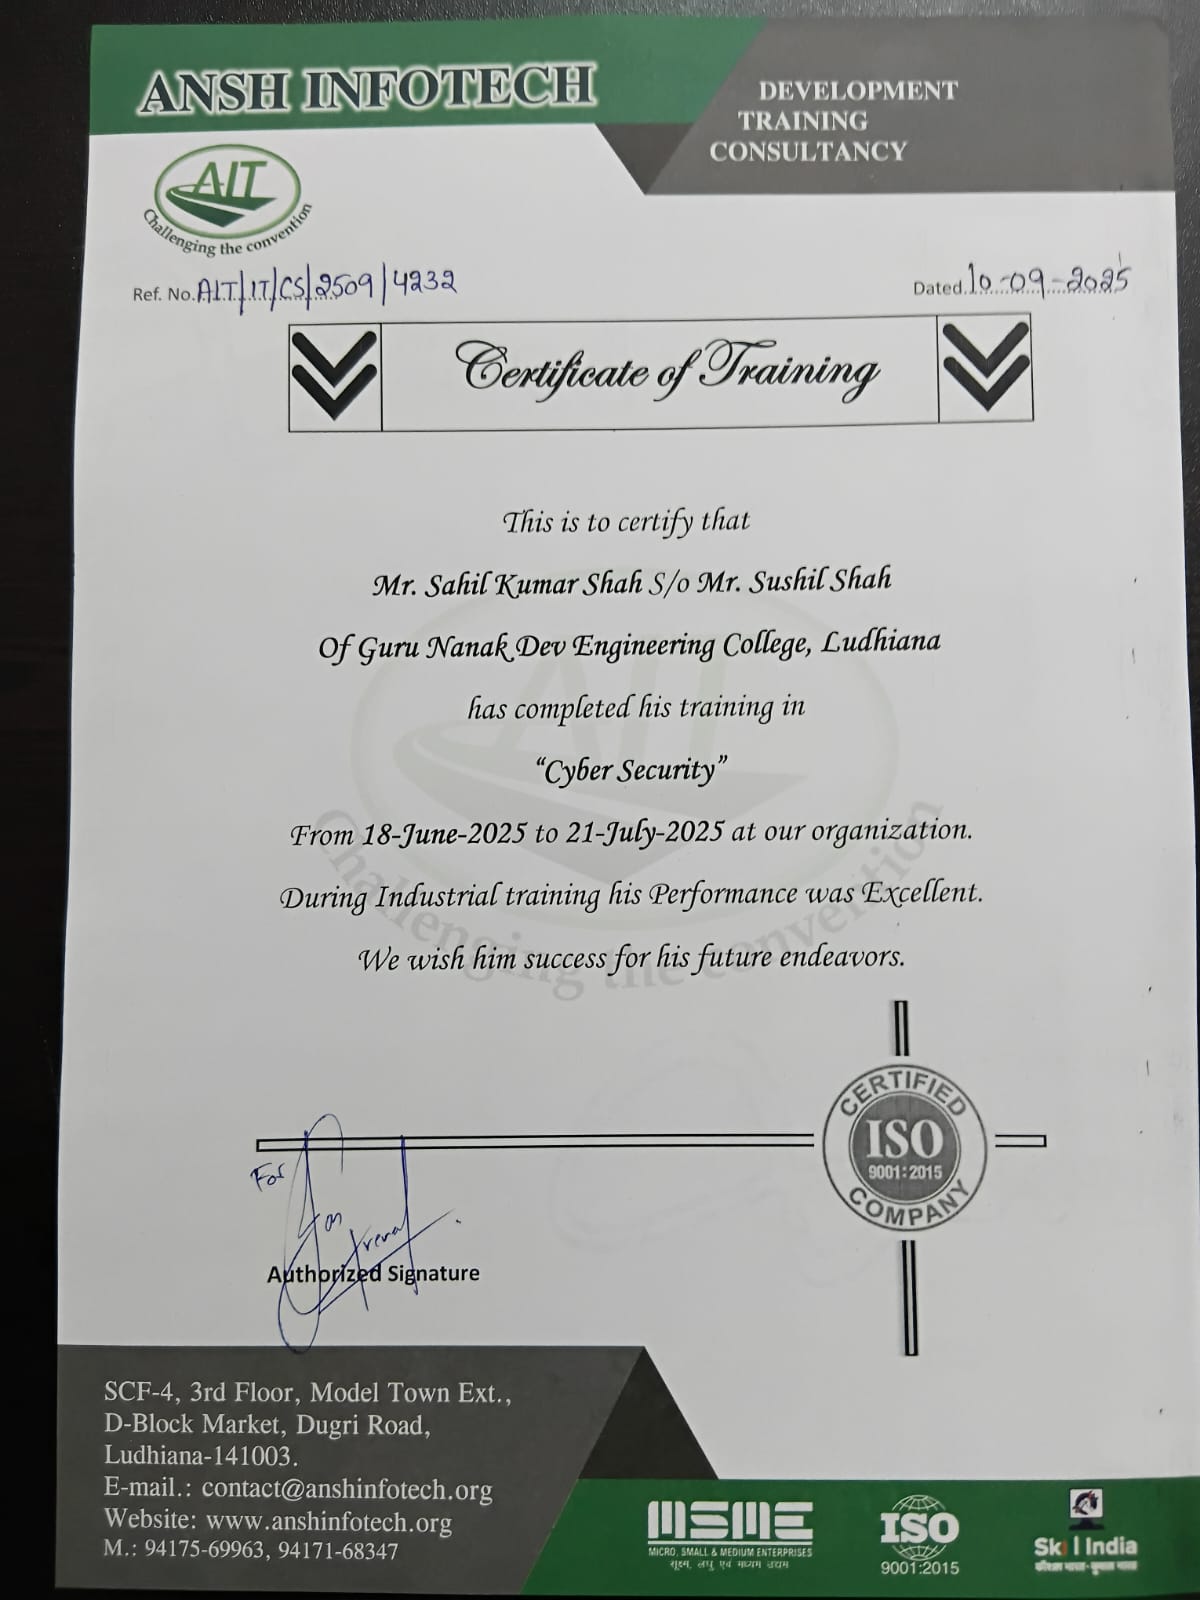 ANSH INFOTECH
DEVELOPMENT
TRAINING
CONSULTANCY
AIT
Challenging the convention
Ref. No. AIT/IT/CS/2509/4232
Dated. 10-09-2025
Certificate of Training
This is to certify that
Mr. Sahil Kumar Shah S/o Mr. Sushil Shah
Of Guru Nanak Dev Engineering College, Ludhiana
has completed his training in
“Cyber Security”
From 18-June-2025 to 21-July-2025 at our organization.
During Industrial training his Performance was Excellent.
We wish him success for his future endeavors.
AIT
Challenging the convention
CERTIFIED
ISO
9001:2015
COMPANY
For
Authorized Signature
SCF-4, 3rd Floor, Model Town Ext.,
D-Block Market, Dugri Road,
Ludhiana-141003.
E-mail.: contact@anshinfotech.org
Website: www.anshinfotech.org
M.: 94175-69963, 94171-68347
MSME
MICRO, SMALL & MEDIUM ENTERPRISES
सूक्ष्म, लघु एवं मध्यम उद्यम
ISO
9001:2015
Skill India
कौशल भारत-कुशल भारत